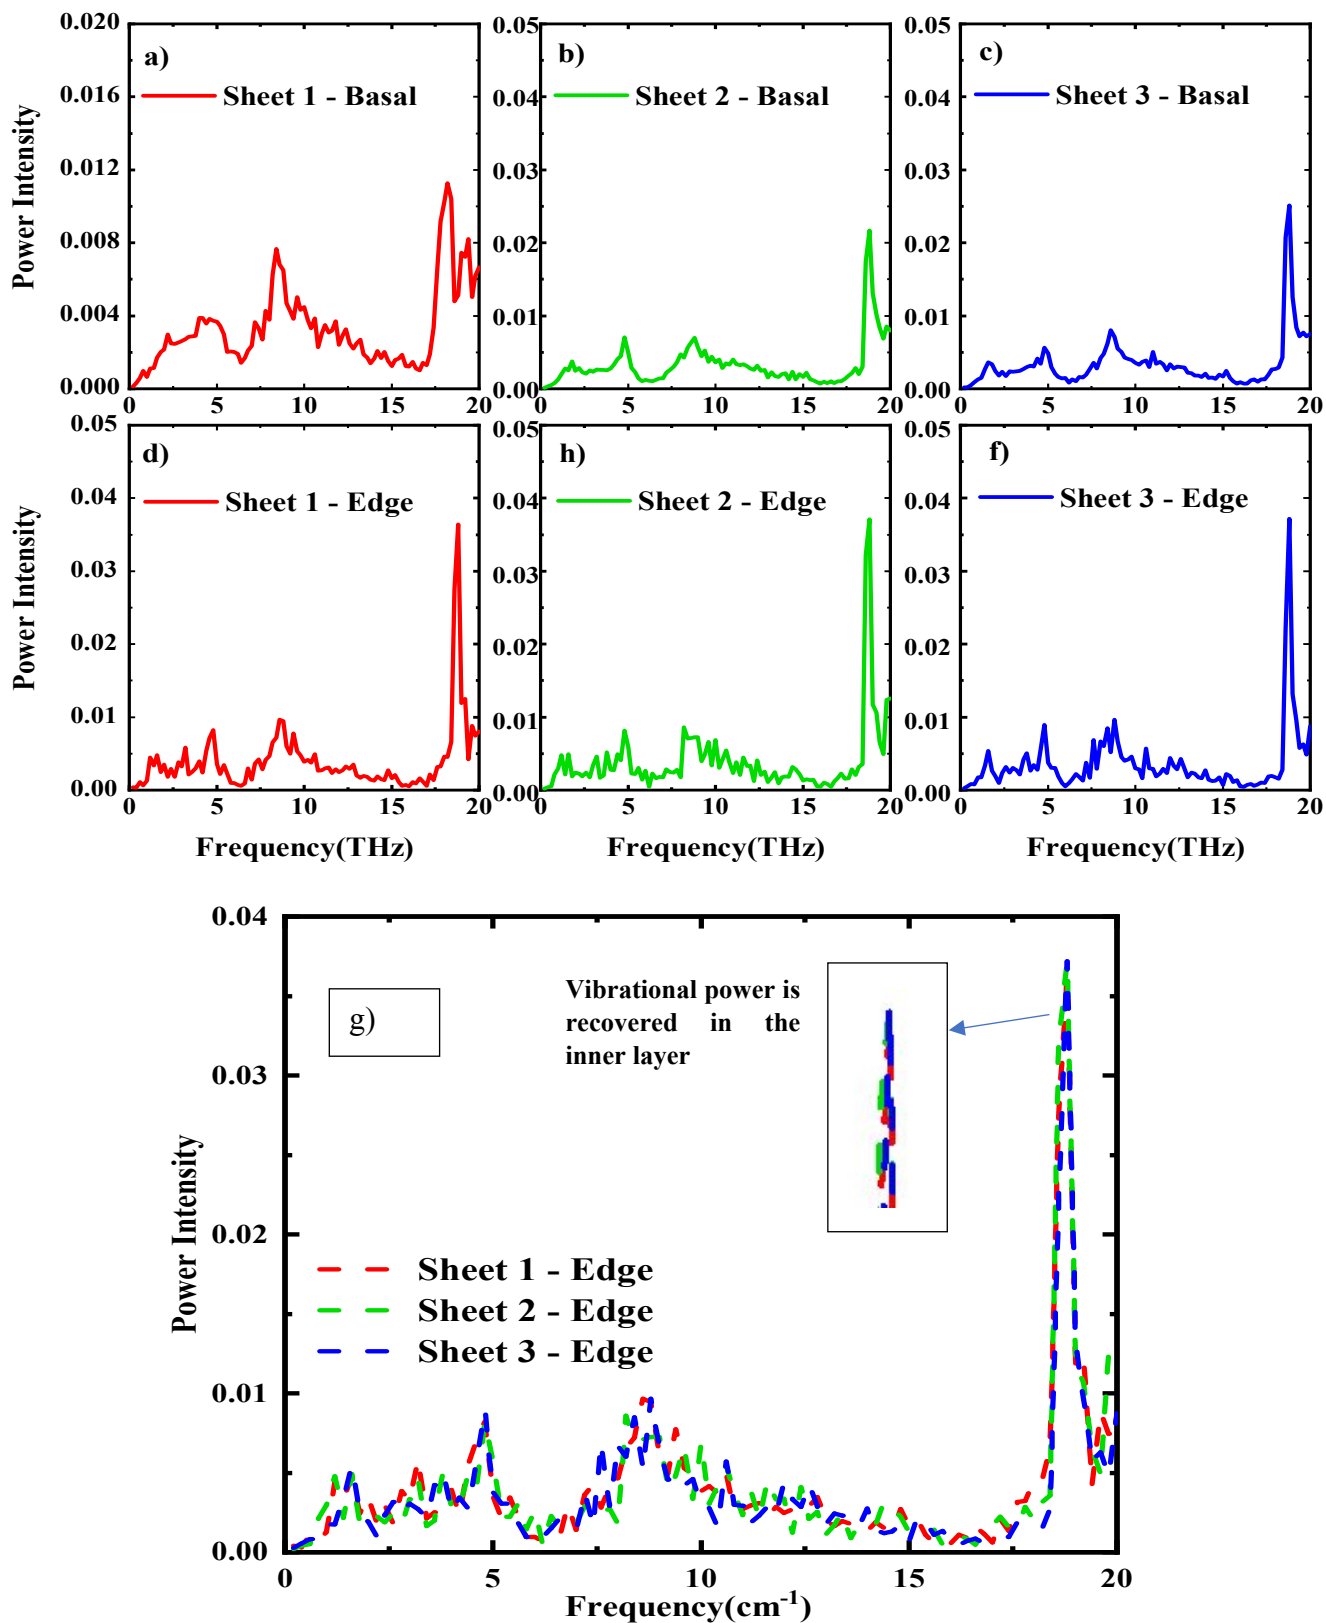 a)
Sheet 1 - Basal
Power Intensity
0.020
0.016
0.012
0.008
0.004
0.000
0 5 10 15 20
b)
Sheet 2 - Basal
0.05
0.04
0.03
0.02
0.01
0.00
0 5 10 15 20
c)
Sheet 3 - Basal
0.05
0.04
0.03
0.02
0.01
0.00
0 5 10 15 20
d)
Sheet 1 - Edge
Power Intensity
0.05
0.04
0.03
0.02
0.01
0.00
0 5 10 15 20
Frequency(THz)
h)
Sheet 2 - Edge
0.05
0.04
0.03
0.02
0.01
0.00
0 5 10 15 20
Frequency(THz)
f)
Sheet 3 - Edge
0.05
0.04
0.03
0.02
0.01
0.00
0 5 10 15 20
Frequency(THz)
g)
Vibrational power is
recovered in the
inner layer
Sheet 1 - Edge
Sheet 2 - Edge
Sheet 3 - Edge
Power Intensity
0.04
0.03
0.02
0.01
0.00
0 5 10 15 20
Frequency(cm⁻¹)